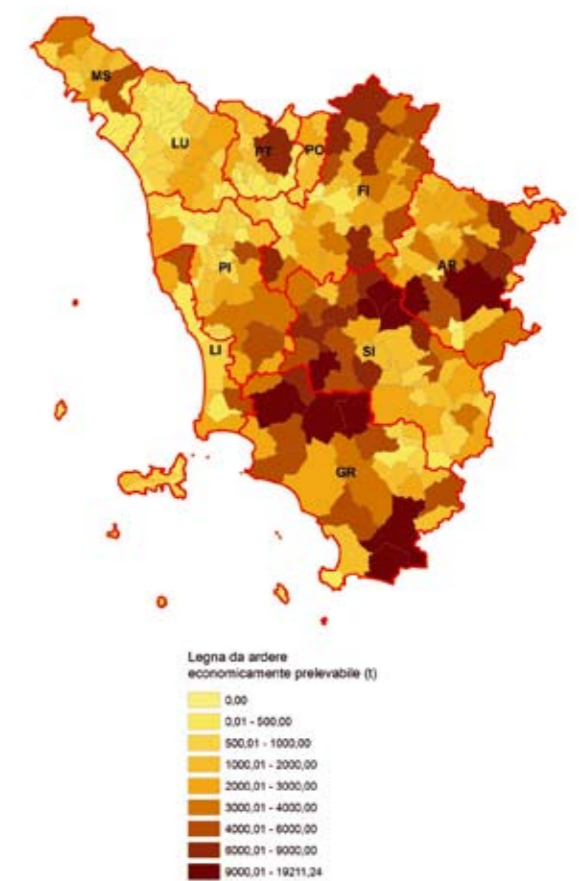 MS
LU
PT
PO
FI
PI
AR
LI
SI
GR
Legna da ardere
economicamente prelevabile (t)
0,00
0,01 - 500,00
500,01 - 1000,00
1000,01 - 2000,00
2000,01 - 3000,00
3000,01 - 4000,00
4000,01 - 6000,00
6000,01 - 9000,00
9000,01 - 19211,24